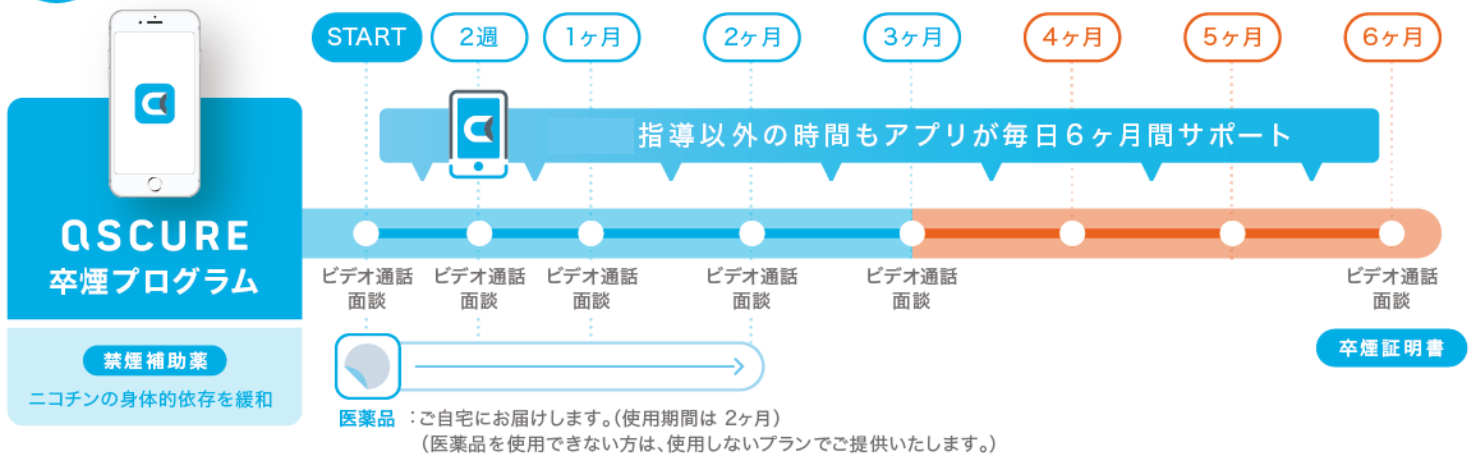 START
2週
1ヶ月
2ヶ月
3ヶ月
4ヶ月
5ヶ月
6ヶ月
指導以外の時間もアプリが毎日6ヶ月間サポート
ascure
卒煙プログラム
ビデオ通話
面談
ビデオ通話
面談
ビデオ通話
面談
ビデオ通話
面談
ビデオ通話
面談
ビデオ通話
面談
卒煙証明書
禁煙補助薬
ニコチンの身体的依存を緩和
医薬品:ご自宅にお届けします。(使用期間は 2ヶ月)
(医薬品を使用できない方は、使用しないプランでご提供いたします。)